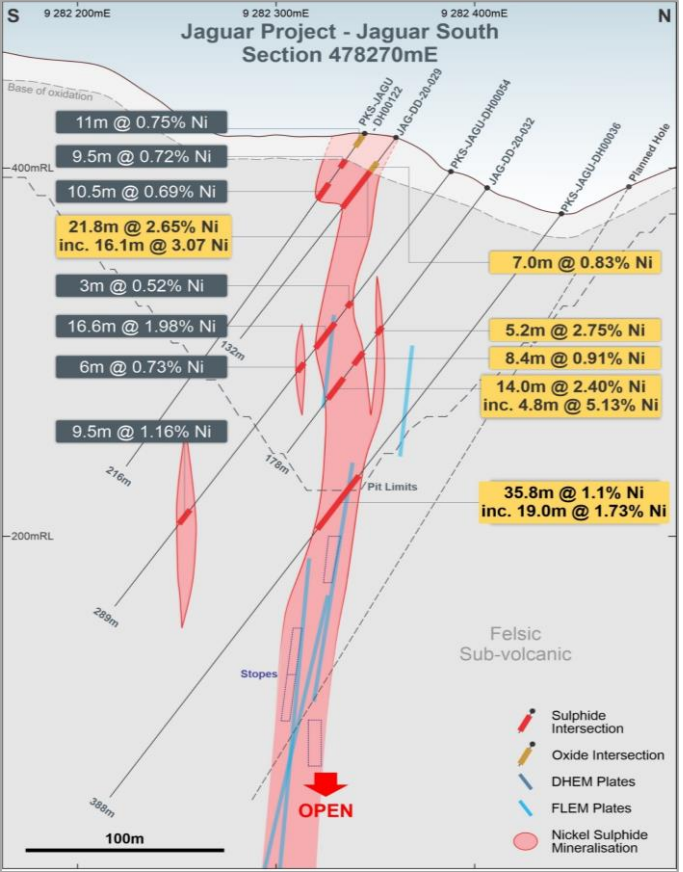 S
9 282 200mE
9 282 300mE
9 282 400mE
N
Jaguar Project - Jaguar South
Section 478270mE
Base of oxidation
PKS-JAGU
- DH00122
JAG-DD-20-029
PKS-JAGU-DH00054
JAG-DD-20-032
PKS-JAGU-DH00036
Planned Hole
11m @ 0.75% Ni
9.5m @ 0.72% Ni
400mRL
10.5m @ 0.69% Ni
21.8m @ 2.65% Ni
inc. 16.1m @ 3.07 Ni
7.0m @ 0.83% Ni
3m @ 0.52% Ni
16.6m @ 1.98% Ni
5.2m @ 2.75% Ni
132m
8.4m @ 0.91% Ni
6m @ 0.73% Ni
14.0m @ 2.40% Ni
inc. 4.8m @ 5.13% Ni
9.5m @ 1.16% Ni
216m
178m
Pit Limits
35.8m @ 1.1% Ni
inc. 19.0m @ 1.73% Ni
200mRL
289m
Felsic
Sub-volcanic
Stopes
388m
OPEN
100m
Sulphide
Intersection
Oxide Intersection
DHEM Plates
FLEM Plates
Nickel Sulphide
Mineralisation